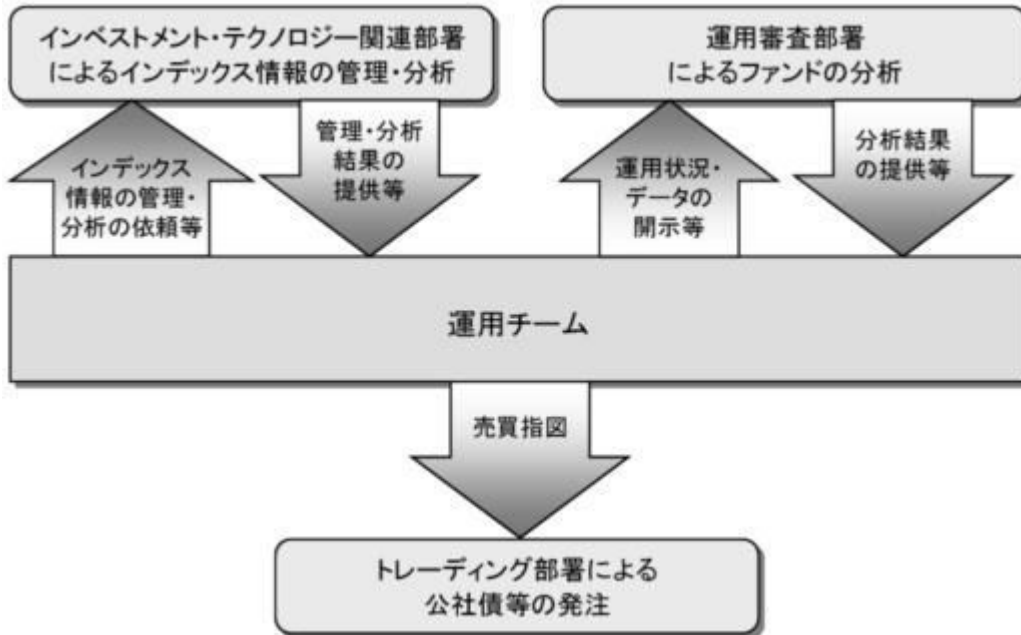 インベストメント・テクノロジー関連部署
によるインデックス情報の管理・分析
運用審査部署
によるファンドの分析
インデックス
情報の管理・
分析の依頼等
管理・分析
結果の
提供等
運用状況・
データの
開示等
分析結果
の提供等
運用チーム
売買指図
トレーディング部署による
公社債等の発注